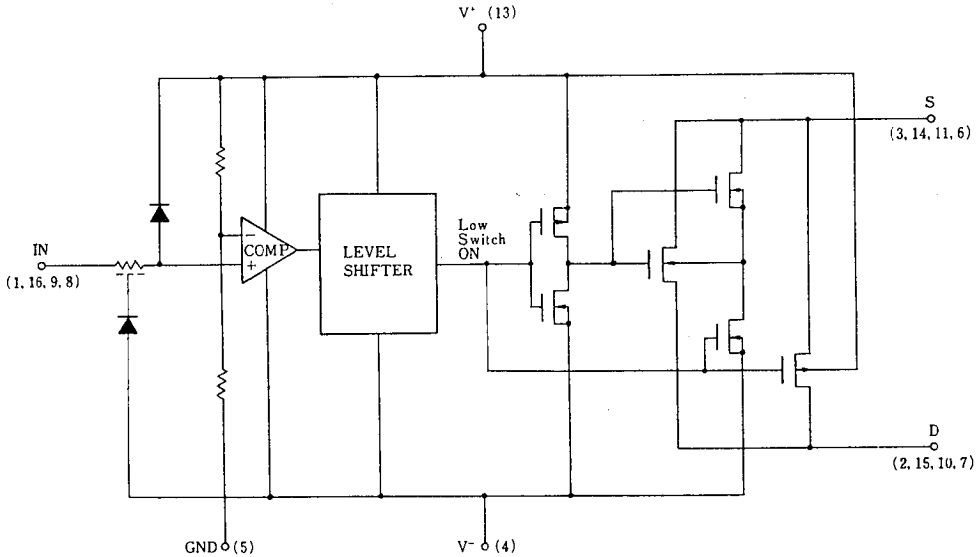 V⁺ (13)
S
(3, 14, 11, 6)
IN
(1, 16, 9, 8)
−
COMP
+
LEVEL
SHIFTER
Low
Switch
ON
D
(2, 15, 10, 7)
GND (5)
V⁻ (4)